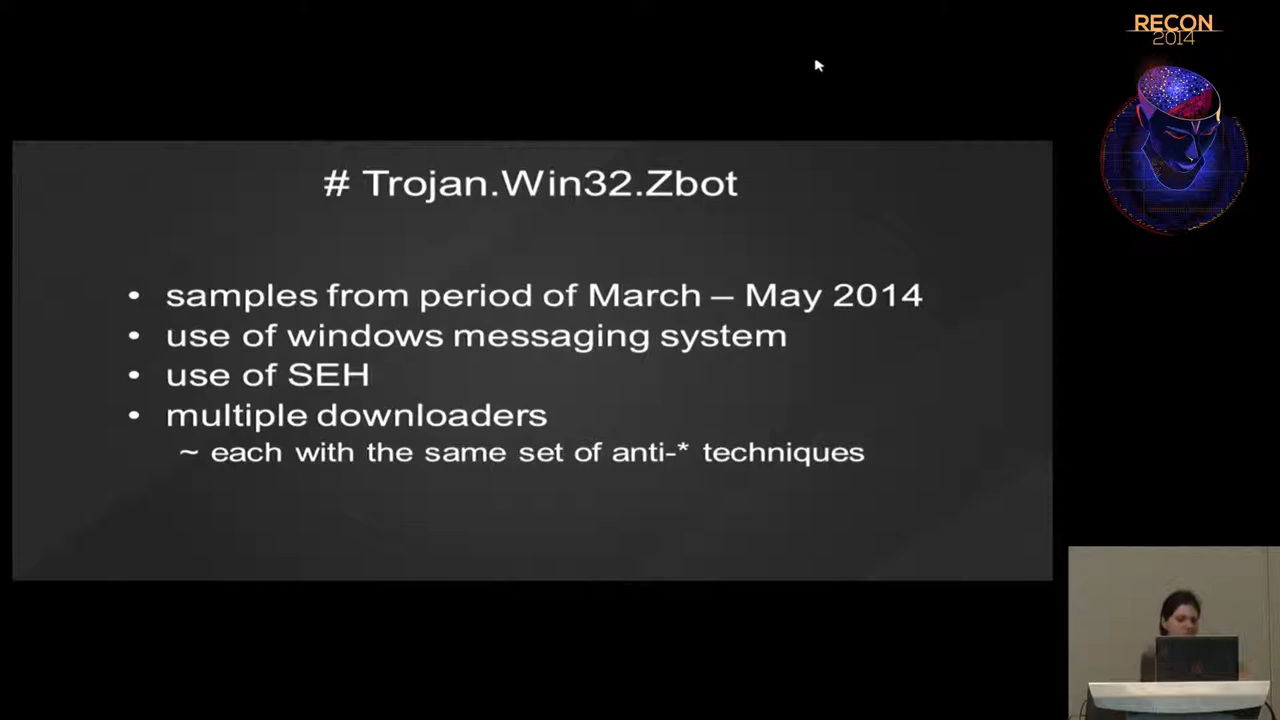 RECON
2014
# Trojan.Win32.Zbot
• samples from period of March – May 2014
• use of windows messaging system
• use of SEH
• multiple downloaders
~ each with the same set of anti-* techniques